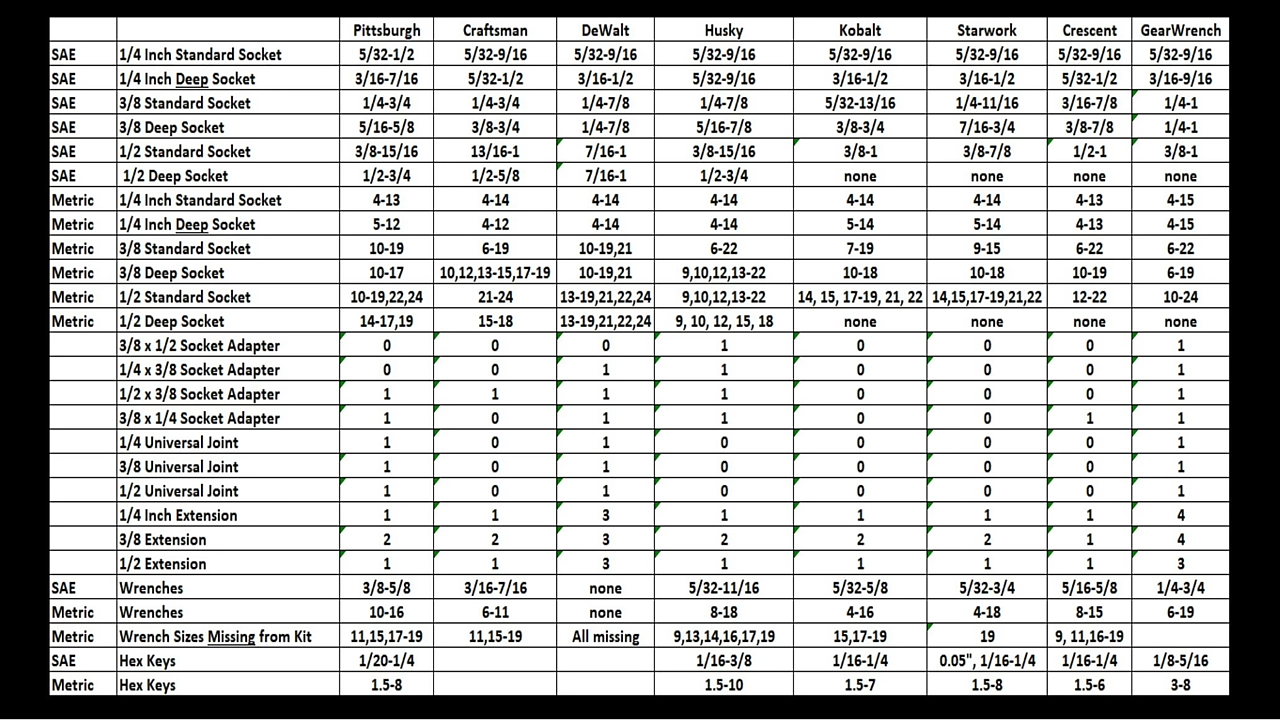 Pittsburgh Craftsman DeWalt Husky Kobalt Starwork Crescent GearWrench
SAE 1/4 Inch Standard Socket 5/32-1/2 5/32-9/16 5/32-9/16 5/32-9/16 5/32-9/16 5/32-9/16 5/32-9/16 5/32-9/16
SAE 1/4 Inch Deep Socket 3/16-7/16 5/32-1/2 3/16-1/2 5/32-9/16 3/16-1/2 3/16-1/2 5/32-1/2 3/16-9/16
SAE 3/8 Standard Socket 1/4-3/4 1/4-3/4 1/4-7/8 1/4-7/8 5/32-13/16 1/4-11/16 3/16-7/8 1/4-1
SAE 3/8 Deep Socket 5/16-5/8 3/8-3/4 1/4-7/8 5/16-7/8 3/8-3/4 7/16-3/4 3/8-7/8 1/4-1
SAE 1/2 Standard Socket 3/8-15/16 13/16-1 7/16-1 3/8-15/16 3/8-1 3/8-7/8 1/2-1 3/8-1
SAE 1/2 Deep Socket 1/2-3/4 1/2-5/8 7/16-1 1/2-3/4 none none none none
Metric 1/4 Inch Standard Socket 4-13 4-14 4-14 4-14 4-14 4-14 4-13 4-15
Metric 1/4 Inch Deep Socket 5-12 4-12 4-14 4-14 5-14 5-14 4-13 4-15
Metric 3/8 Standard Socket 10-19 6-19 10-19,21 6-22 7-19 9-15 6-22 6-22
Metric 3/8 Deep Socket 10-17 10,12,13-15,17-19 10-19,21 9,10,12,13-22 10-18 10-18 10-19 6-19
Metric 1/2 Standard Socket 10-19,22,24 21-24 13-19,21,22,24 9,10,12,13-22 14, 15, 17-19, 21, 22 14,15,17-19,21,22 12-22 10-24
Metric 1/2 Deep Socket 14-17,19 15-18 13-19,21,22,24 9, 10, 12, 15, 18 none none none none
3/8 x 1/2 Socket Adapter 0 0 0 1 0 0 0 1
1/4 x 3/8 Socket Adapter 0 0 1 1 0 0 0 1
1/2 x 3/8 Socket Adapter 1 1 1 1 0 0 0 1
3/8 x 1/4 Socket Adapter 1 0 1 1 0 0 1 1
1/4 Universal Joint 1 0 1 0 0 0 0 1
3/8 Universal Joint 1 0 1 0 0 0 0 1
1/2 Universal Joint 1 0 1 0 0 0 0 1
1/4 Inch Extension 1 1 3 1 1 1 1 4
3/8 Extension 2 2 3 2 2 2 1 4
1/2 Extension 1 1 3 1 1 1 1 3
SAE Wrenches 3/8-5/8 3/16-7/16 none 5/32-11/16 5/32-5/8 5/32-3/4 5/16-5/8 1/4-3/4
Metric Wrenches 10-16 6-11 none 8-18 4-16 4-18 8-15 6-19
Metric Wrench Sizes Missing from Kit 11,15,17-19 11,15-19 All missing 9,13,14,16,17,19 15,17-19 19 9, 11,16-19
SAE Hex Keys 1/20-1/4 1/16-3/8 1/16-1/4 0.05", 1/16-1/4 1/16-1/4 1/8-5/16
Metric Hex Keys 1.5-8 1.5-10 1.5-7 1.5-8 1.5-6 3-8